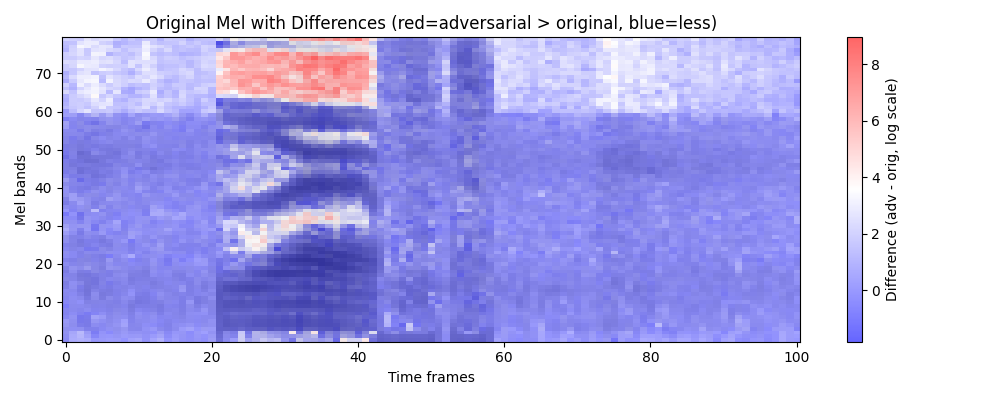 Original Mel with Differences (red=adversarial > original, blue=less)
70
60
50
40
30
20
10
0
Mel bands
0 20 40 60 80 100
Time frames
8
6
4
2
0
Difference (adv - orig, log scale)